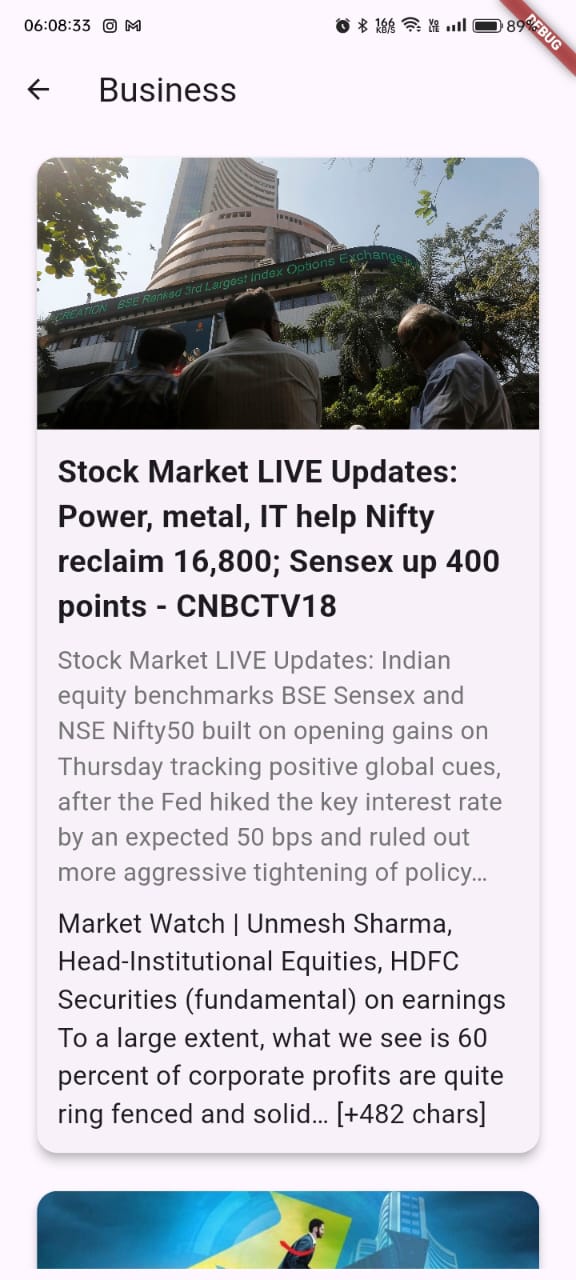 06:08:33
166
KB/S
Vo
LTE
89%
DEBUG
Business
CREATION BSE Ranked 3rd Largest Index Options Exchange
Stock Market LIVE Updates:
Power, metal, IT help Nifty
reclaim 16,800; Sensex up 400
points - CNBCTV18
Stock Market LIVE Updates: Indian
equity benchmarks BSE Sensex and
NSE Nifty50 built on opening gains on
Thursday tracking positive global cues,
after the Fed hiked the key interest rate
by an expected 50 bps and ruled out
more aggressive tightening of policy…
Market Watch | Unmesh Sharma,
Head-Institutional Equities, HDFC
Securities (fundamental) on earnings
To a large extent, what we see is 60
percent of corporate profits are quite
ring fenced and solid… [+482 chars]